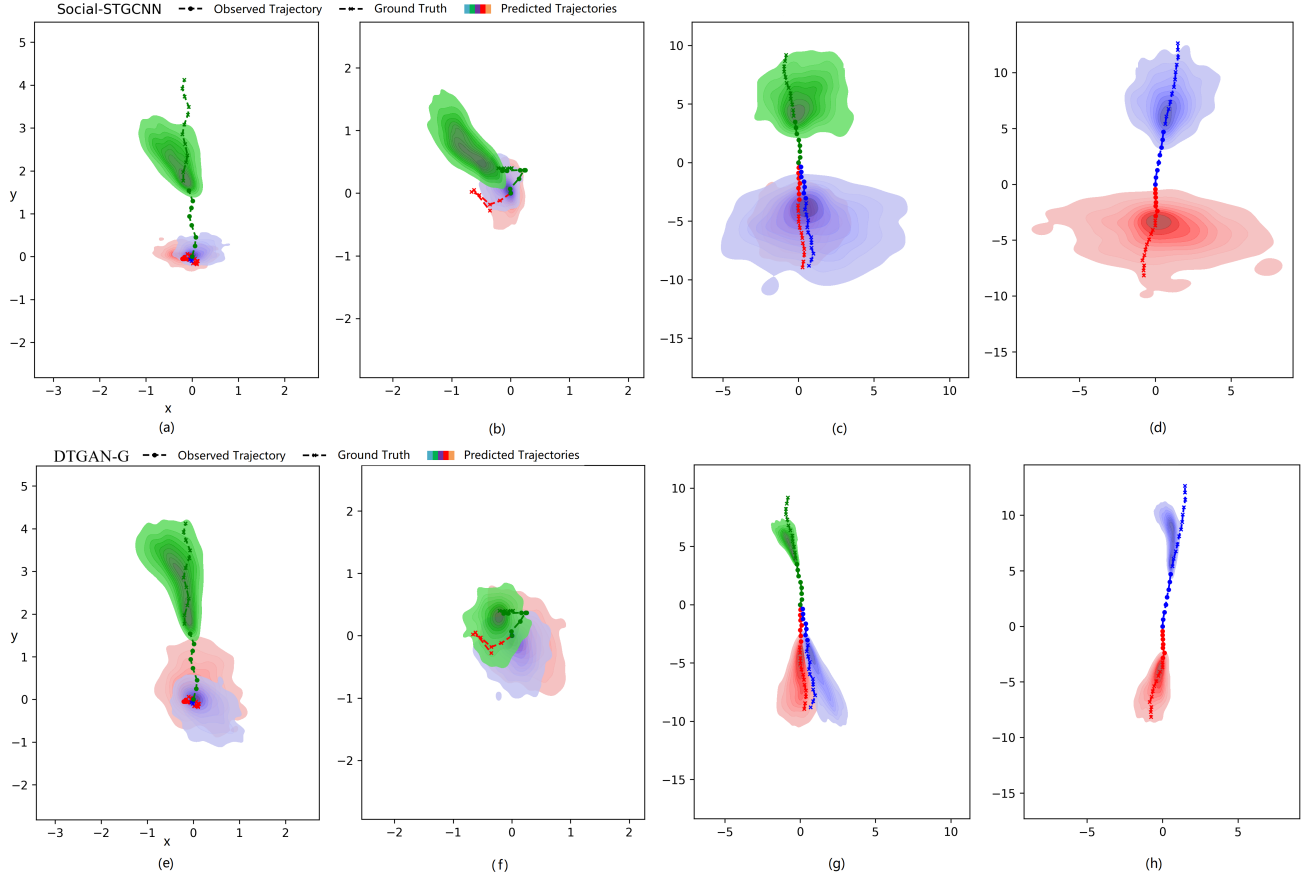 Social-STGCNN Observed Trajectory Ground Truth Predicted Trajectories
5
4
3
2
y
1
0
−1
−2
−3 −2 −1 0 1 2
x
(a)
2
1
0
−1
−2
−2 −1 0 1 2
(b)
10
5
0
−5
−10
−15
−5 0 5 10
(c)
10
5
0
−5
−10
−15
−5 0 5
(d)
DTGAN-G Observed Trajectory Ground Truth Predicted Trajectories
5
4
3
2
y
1
0
−1
−2
−3 −2 −1 0 1 2
x
(e)
2
1
0
−1
−2
−2 −1 0 1 2
(f)
10
5
0
−5
−10
−15
−5 0 5 10
(g)
10
5
0
−5
−10
−15
−5 0 5
(h)